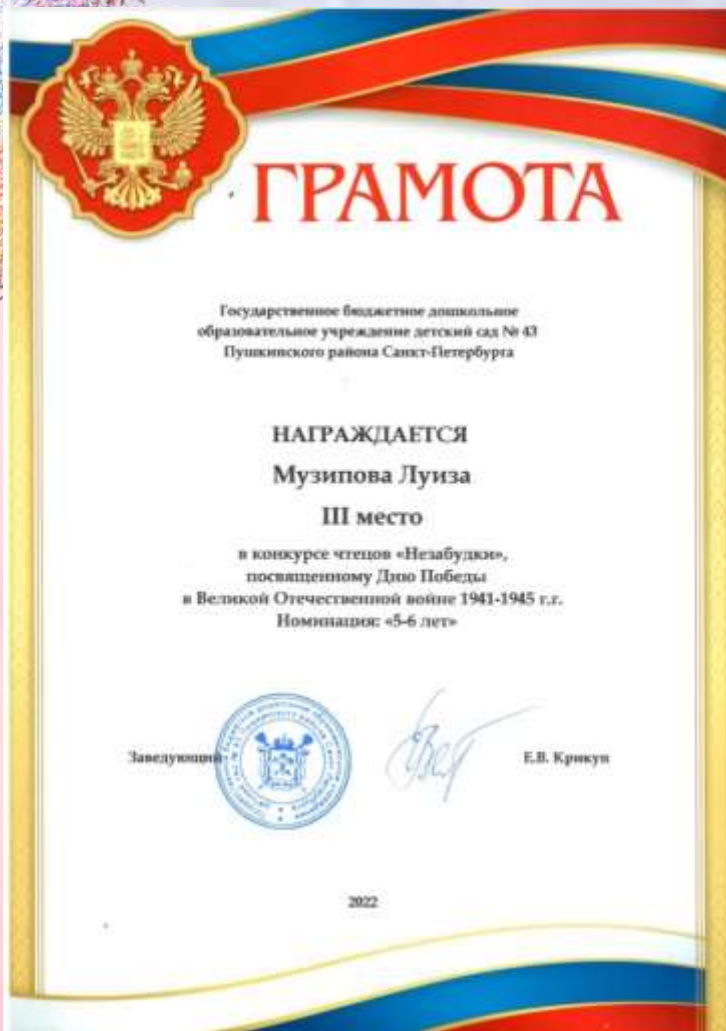 ГРАМОТА
Государственное бюджетное дошкольное
образовательное учреждение детский сад № 43
Пушкинского района Санкт-Петербурга
НАГРАЖДАЕТСЯ
Музипова Луиза
III место
в конкурсе чтецов «Незабудки»,
посвященному Дню Победы
в Великой Отечественной войне 1941-1945 г.г.
Номинация: «5-6 лет»
Заведующий
Е.В. Крикун
2022